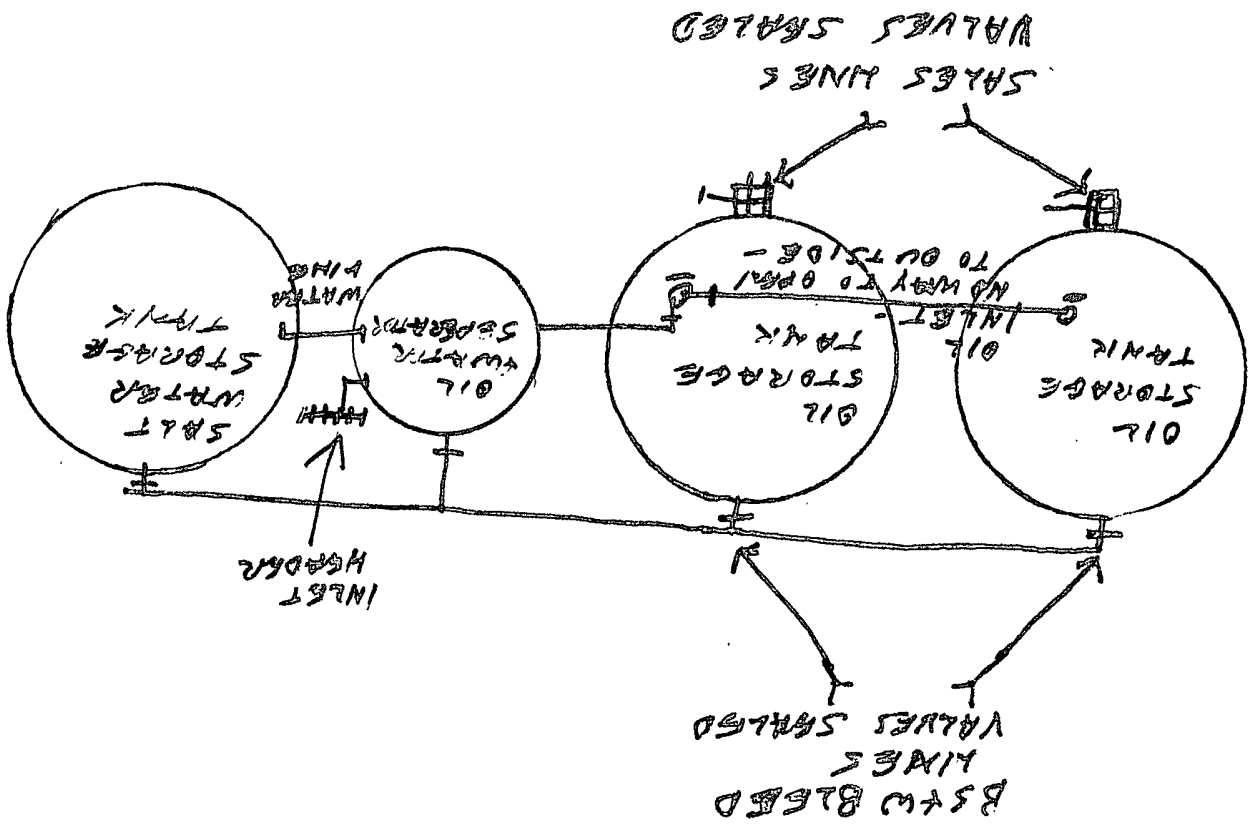 BS+W BLEED
LINES
VALVES SEALED
INLET
HEADER
OIL
STORAGE
TANK
OIL
INLET -
NO WAY TO OPEN
TO OUTSIDE -
OIL
STORAGE
TANK
OIL
+WATER
SEPERATOR
WATER
LINE
SALT
WATER
STORAGE
TANK
SALES LINES
VALVES SEALED